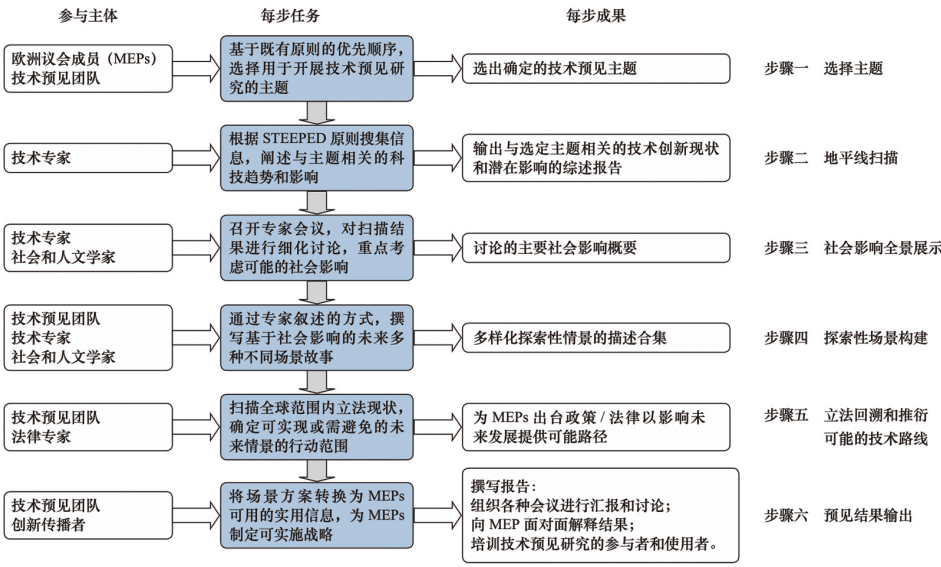 参与主体
每步任务
每步成果
欧洲议会成员（MEPs）
技术预见团队
基于既有原则的优先顺序，
选择用于开展技术预见研
究的主题
选出确定的技术预见主题
步骤一 选择主题
技术专家
根据 STEEPED 原则搜集信
息，阐述与主题相关的科
技趋势和影响
输出与选定主题相关的技术创新现状
和潜在影响的综述报告
步骤二 地平线扫描
技术专家
社会和人文学家
召开专家会议，对扫描结
果进行细化讨论，重点考
虑可能的社会影响
讨论的主要社会影响概要
步骤三 社会影响全景展示
技术预见团队
技术专家
社会和人文学家
通过专家叙述的方式，撰
写基于社会影响的未来多
种不同场景故事
多样化探索性情景的描述合集
步骤四 探索性场景构建
技术预见团队
法律专家
扫描全球范围内立法现状，
确定可实现或需避免的未
来情景的行动范围
为 MEPs 出台政策 / 法律以影响未
来发展提供可能路径
步骤五 立法回溯和推衍
可能的技术路线
技术预见团队
创新传播者
将场景方案转换为 MEPs
可用的实用信息，为 MEPs
制定可实施战略
撰写报告：
组织各种会议进行汇报和讨论；
向 MEP 面对面解释结果；
培训技术预见研究的参与者和使用者。
步骤六 预见结果输出